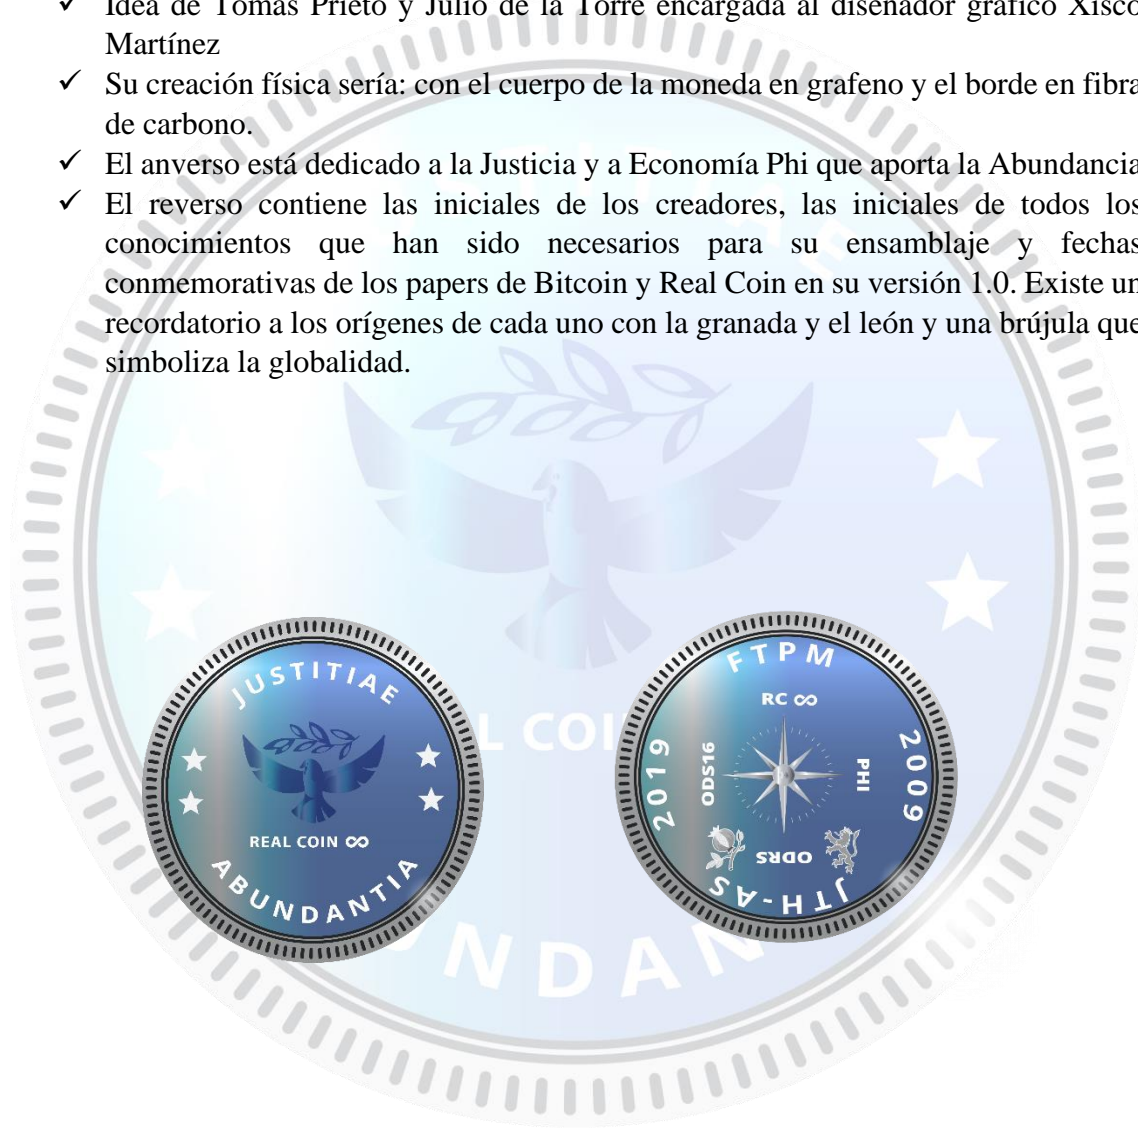 Idea de Tomás Prieto y Julio de la Torre encargada al diseñador gráfico Xisco
Martínez
✓ Su creación física sería: con el cuerpo de la moneda en grafeno y el borde en fibra
de carbono.
✓ El anverso está dedicado a la Justicia y a Economía Phi que aporta la Abundancia
✓ El reverso contiene las iniciales de los creadores, las iniciales de todos los
conocimientos que han sido necesarios para su ensamblaje y fechas
conmemorativas de los papers de Bitcoin y Real Coin en su versión 1.0. Existe un
recordatorio a los orígenes de cada uno con la granada y el león y una brújula que
simboliza la globalidad.
JUSTITIAE
REAL COIN ∞
ABUNDANTIA
FTPM
RC ∞
2019
ODS16
PHI
2009
ODRS
JTH-AS